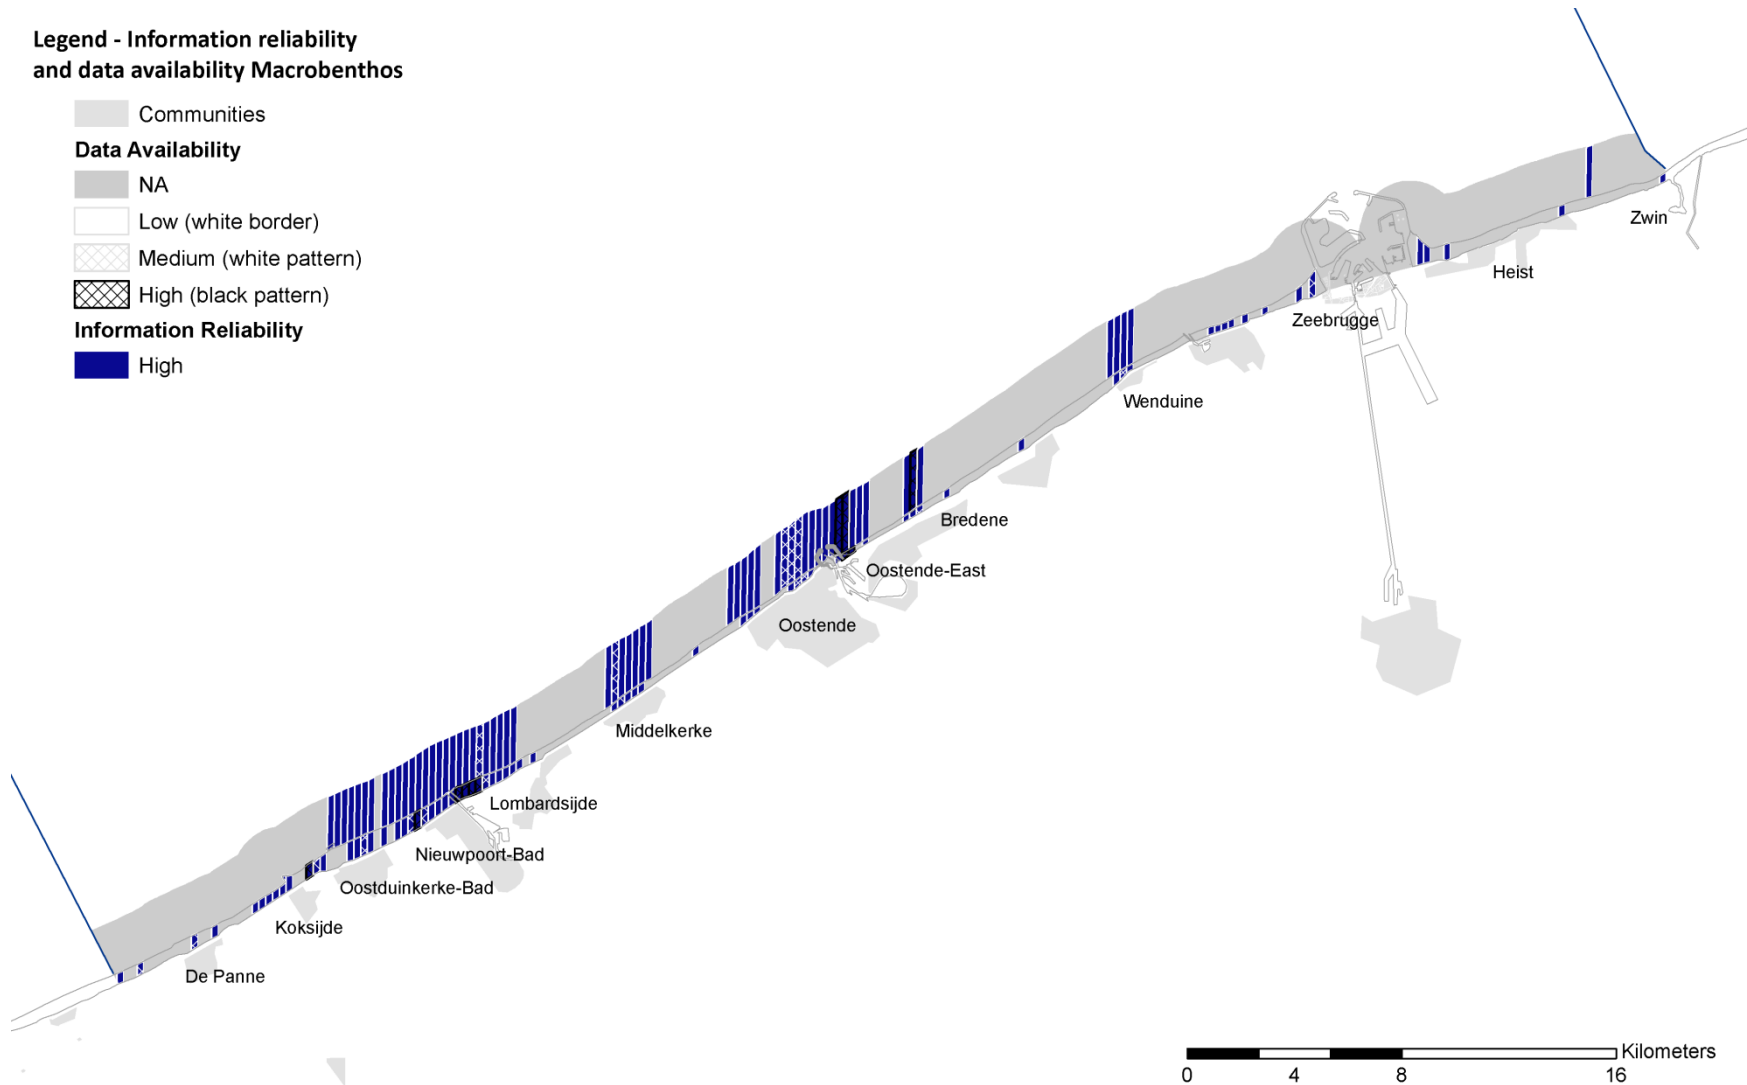 Legend - Information reliability
and data availability Macrobenthos
Communities
Data Availability
NA
Low (white border)
Medium (white pattern)
High (black pattern)
Information Reliability
High
Zwin
Heist
Zeebrugge
Wenduine
Bredene
Oostende-East
Oostende
Middelkerke
Lombardsijde
Nieuwpoort-Bad
Oostduinkerke-Bad
Koksijde
De Panne
Kilometers
0 4 8 16